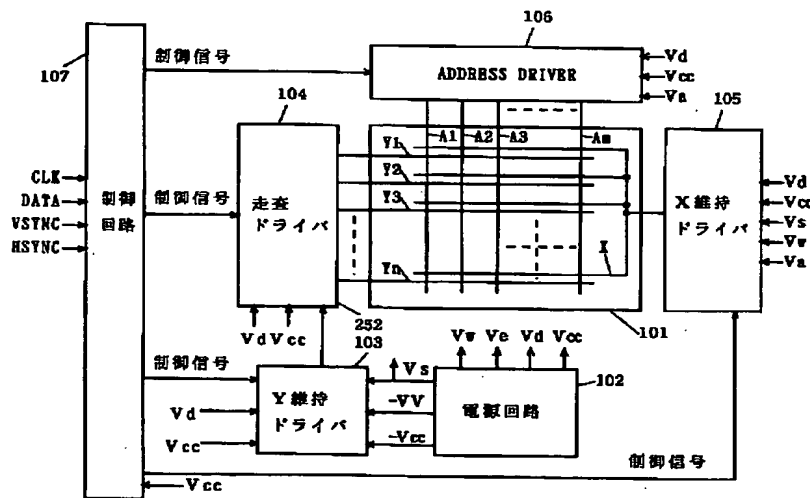 106
制御信号
107
ADDRESS DRIVER
Vd
Vcc
Va
104
105
A1 A2 A3 Am
Y1
Y2
Y3
Yn
X
CLK
DATA
VSYNC
HSYNC
制御
回路
制御信号
走査
ドライバ
X維持
ドライバ
Vd
Vcc
Vs
Vw
Va
252
101
Vd Vcc
103
制御信号
Vs
Vw Ve Vd Vcc
102
Y維持
ドライバ
-VV
-Vcc
電源回路
Vd
Vcc
制御信号
Vcc